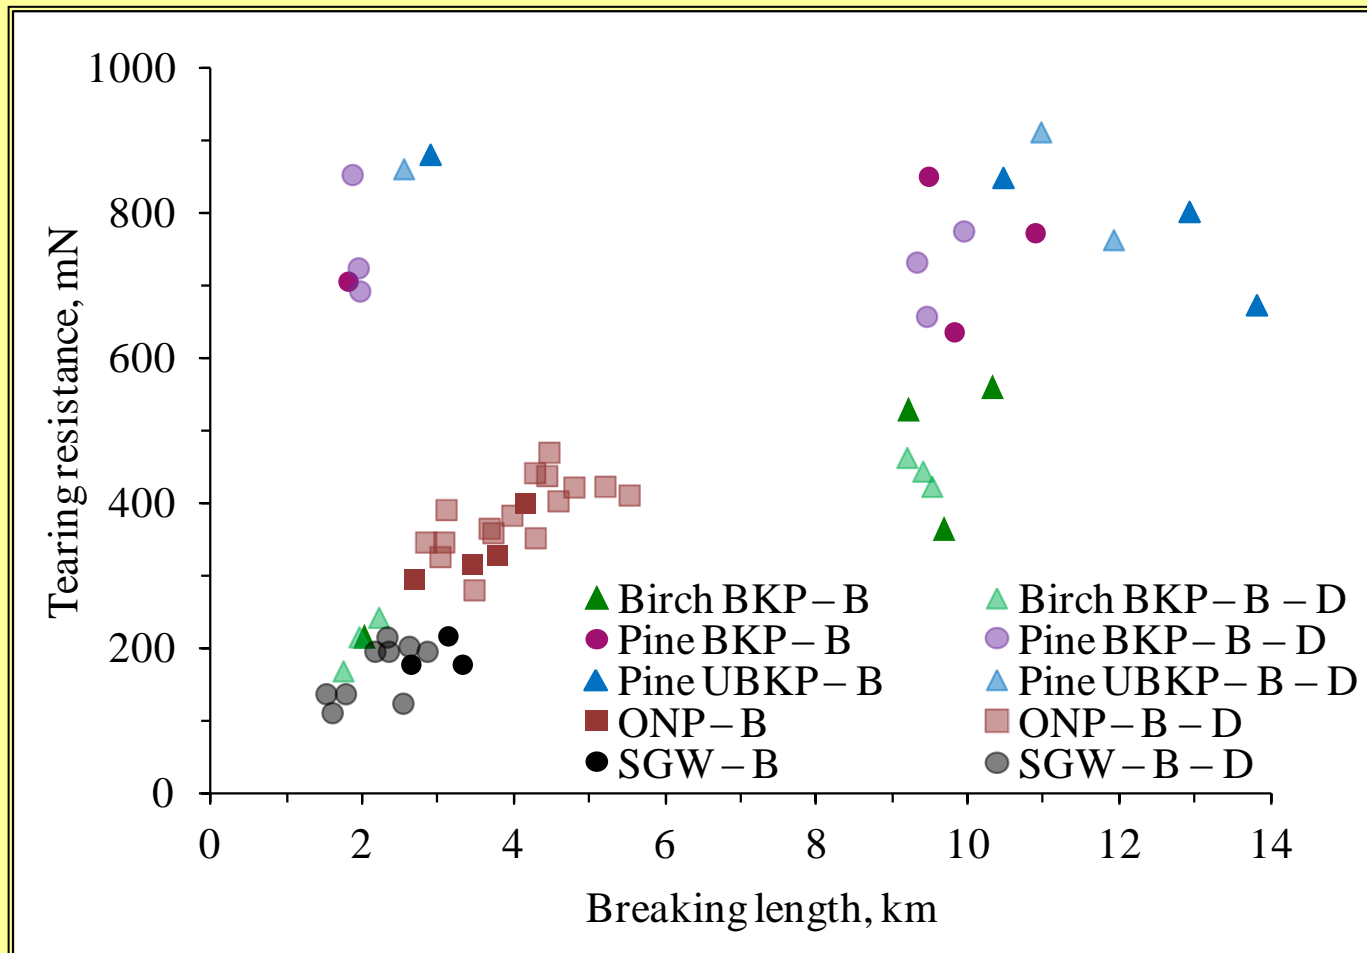 1000
800
600
400
200
0
Tearing resistance, mN
Birch BKP – B
Birch BKP – B – D
Pine BKP – B
Pine BKP – B – D
Pine UBKP – B
Pine UBKP – B – D
ONP – B
ONP – B – D
SGW – B
SGW – B – D
0 2 4 6 8 10 12 14
Breaking length, km